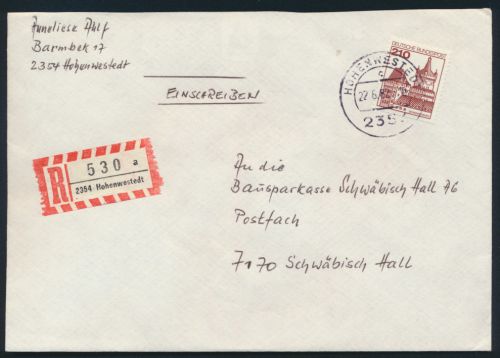 Anneliese Ahlf
Barmbek 17
2354 Hohenwestedt
EINSCHREIBEN
DEUTSCHE BUNDESPOST
210
HOHENWESTEDT
c
2354
R
530 a
2354 Hohenwestedt
An die
Bausparkasse Schwäbisch Hall AG
Postfach
7170 Schwäbisch Hall